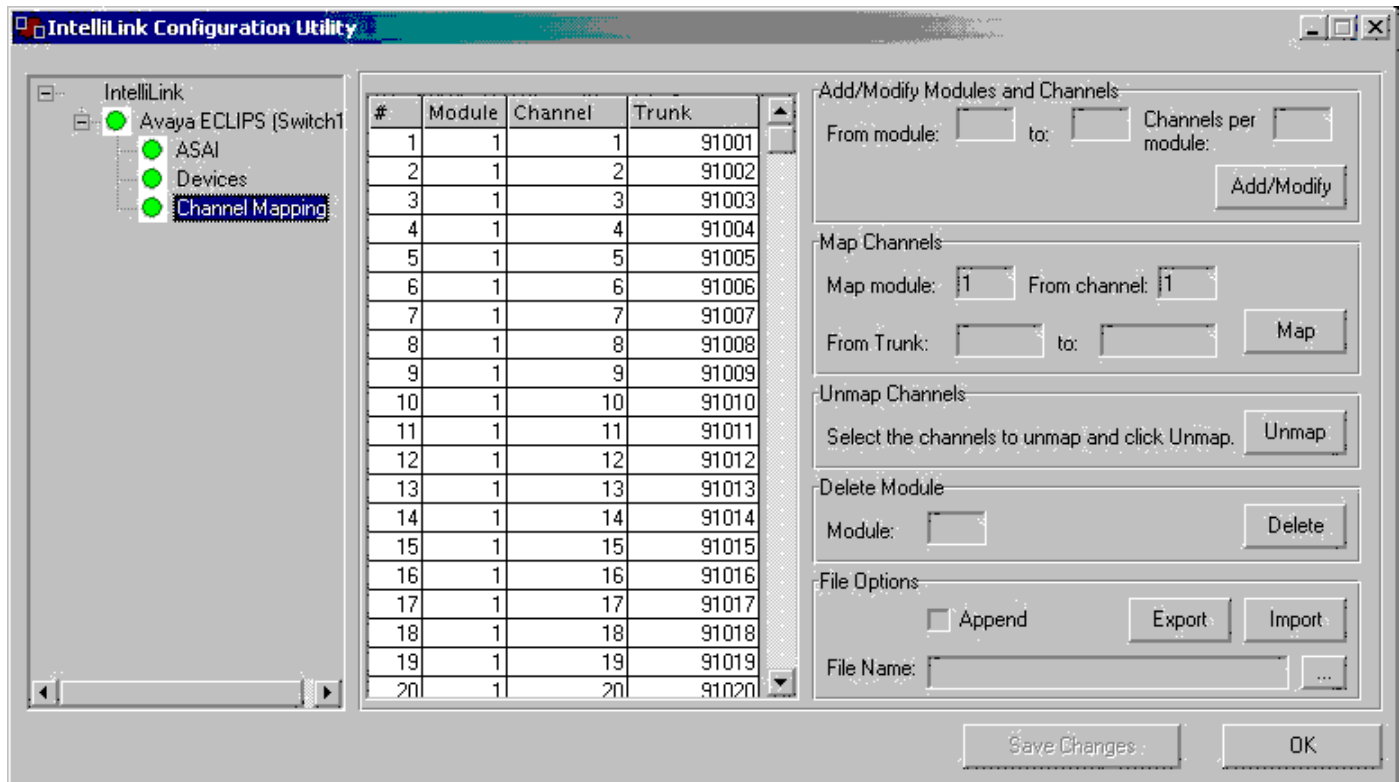 IntelliLink Configuration Utility
IntelliLink
Avaya ECLIPS (Switch1
ASAI
Devices
Channel Mapping
# Module Channel Trunk
1 1 1 91001
2 1 2 91002
3 1 3 91003
4 1 4 91004
5 1 5 91005
6 1 6 91006
7 1 7 91007
8 1 8 91008
9 1 9 91009
10 1 10 91010
11 1 11 91011
12 1 12 91012
13 1 13 91013
14 1 14 91014
15 1 15 91015
16 1 16 91016
17 1 17 91017
18 1 18 91018
19 1 19 91019
20 1 20 91020
Add/Modify Modules and Channels
From module: to: Channels per module:
Add/Modify
Map Channels
Map module: 1 From channel: 1
From Trunk: to: Map
Unmap Channels
Select the channels to unmap and click Unmap. Unmap
Delete Module
Module: Delete
File Options
Append Export Import
File Name: ...
Save Changes OK